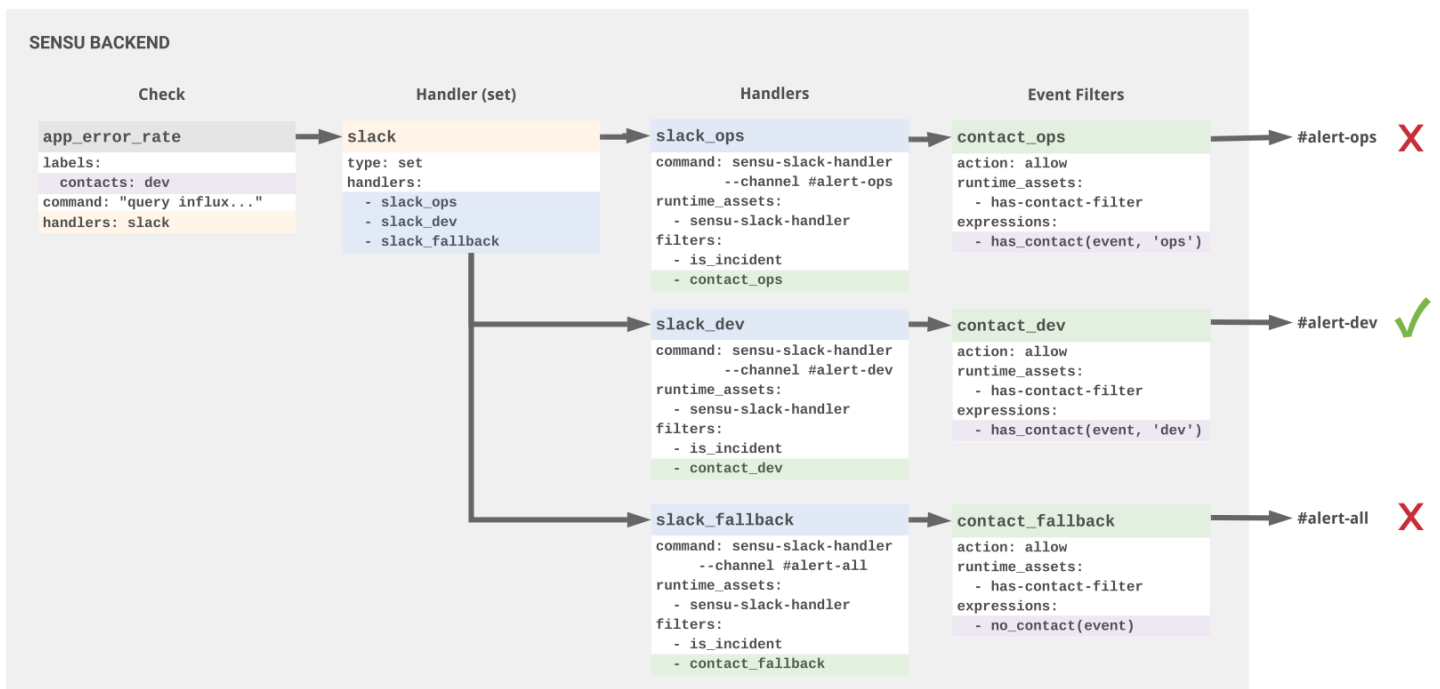 SENSU BACKEND
Check
app_error_rate
labels:
contacts: dev
command: "query influx..."
handlers: slack
Handler (set)
slack
type: set
handlers:
- slack_ops
- slack_dev
- slack_fallback
Handlers
slack_ops
command: sensu-slack-handler
--channel #alert-ops
runtime_assets:
- sensu-slack-handler
filters:
- is_incident
- contact_ops
slack_dev
command: sensu-slack-handler
--channel #alert-dev
runtime_assets:
- sensu-slack-handler
filters:
- is_incident
- contact_dev
slack_fallback
command: sensu-slack-handler
--channel #alert-all
runtime_assets:
- sensu-slack-handler
filters:
- is_incident
- contact_fallback
Event Filters
contact_ops
action: allow
runtime_assets:
- has-contact-filter
expressions:
- has_contact(event, 'ops')
contact_dev
action: allow
runtime_assets:
- has-contact-filter
expressions:
- has_contact(event, 'dev')
contact_fallback
action: allow
runtime_assets:
- has-contact-filter
expressions:
- no_contact(event)
#alert-ops
#alert-dev
#alert-all